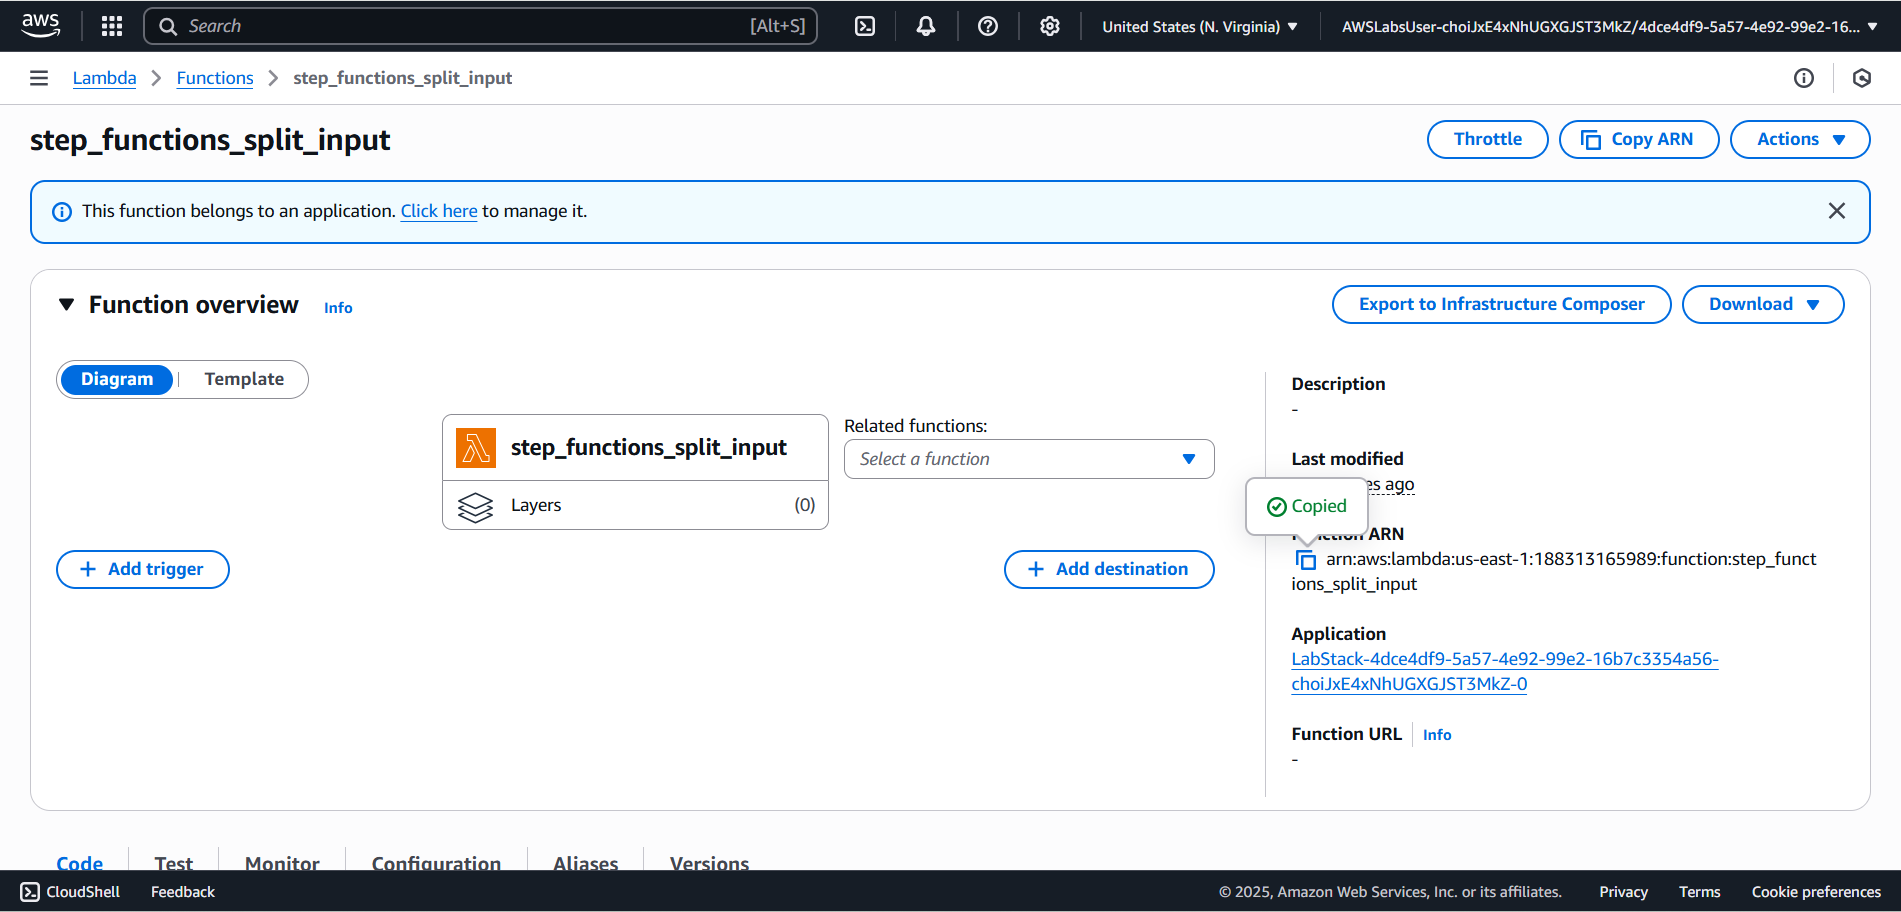 aws
Search [Alt+S]
United States (N. Virginia)
AWSLabsUser-choiJxE4xNhUGXGJST3MkZ/4dce4df9-5a57-4e92-99e2-16...
Lambda
Functions
step_functions_split_input
step_functions_split_input
Throttle
Copy ARN
Actions
This function belongs to an application. Click here to manage it.
Function overview
Info
Export to Infrastructure Composer
Download
Diagram
Template
step_functions_split_input
Layers
(0)
Related functions:
Select a function
+ Add trigger
+ Add destination
Description
-
Last modified
es ago
Copied
ARN
arn:aws:lambda:us-east-1:188313165989:function:step_funct
ions_split_input
Application
LabStack-4dce4df9-5a57-4e92-99e2-16b7c3354a56-
choiJxE4xNhUGXGJST3MkZ-0
Function URL
Info
-
Code
Test
Monitor
Configuration
Aliases
Versions
CloudShell
Feedback
© 2025, Amazon Web Services, Inc. or its affiliates.
Privacy
Terms
Cookie preferences